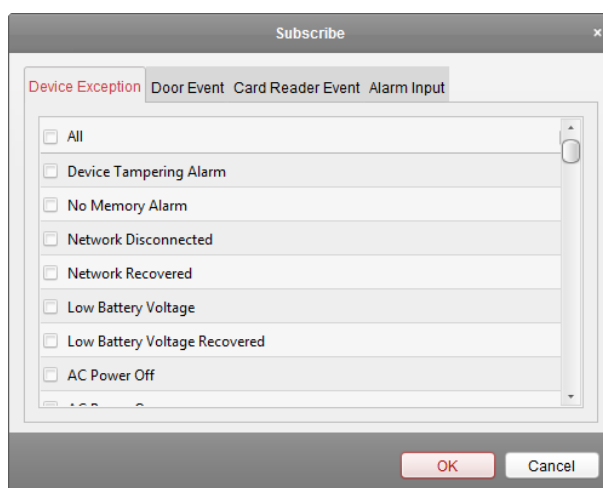 Subscribe
×
Device Exception Door Event Card Reader Event Alarm Input
All
Device Tampering Alarm
No Memory Alarm
Network Disconnected
Network Recovered
Low Battery Voltage
Low Battery Voltage Recovered
AC Power Off
OK Cancel